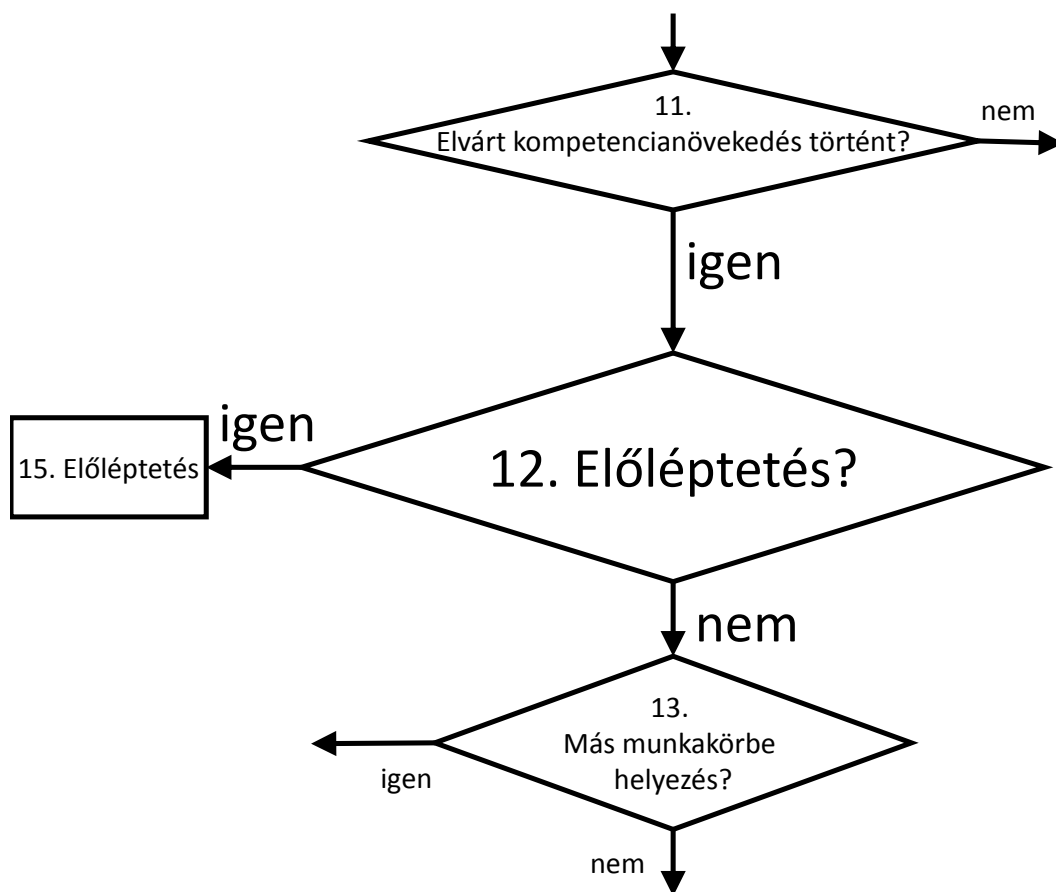 11.
Elvárt kompetencianövekedés történt?
nem
igen
igen
15. Előléptetés
12. Előléptetés?
nem
13.
Más munkakörbe
helyezés?
igen
nem